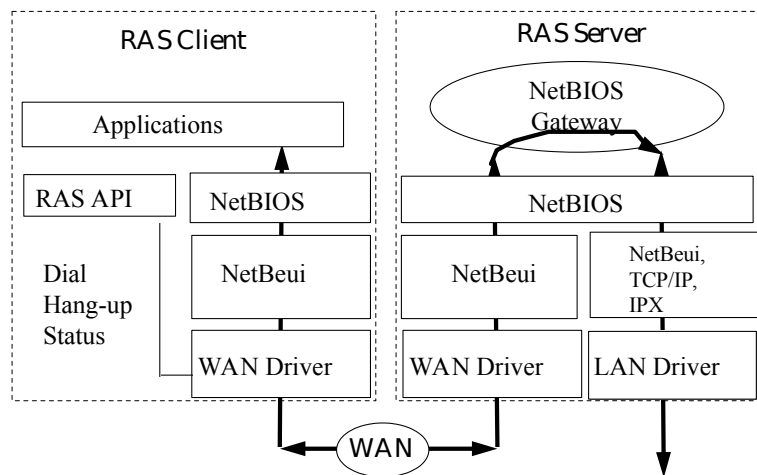 RAS Client
Applications
RAS API
NetBIOS
NetBeui
Dial
Hang-up
Status
WAN Driver
RAS Server
NetBIOS
Gateway
NetBIOS
NetBeui
NetBeui,
TCP/IP,
IPX
WAN Driver
LAN Driver
WAN